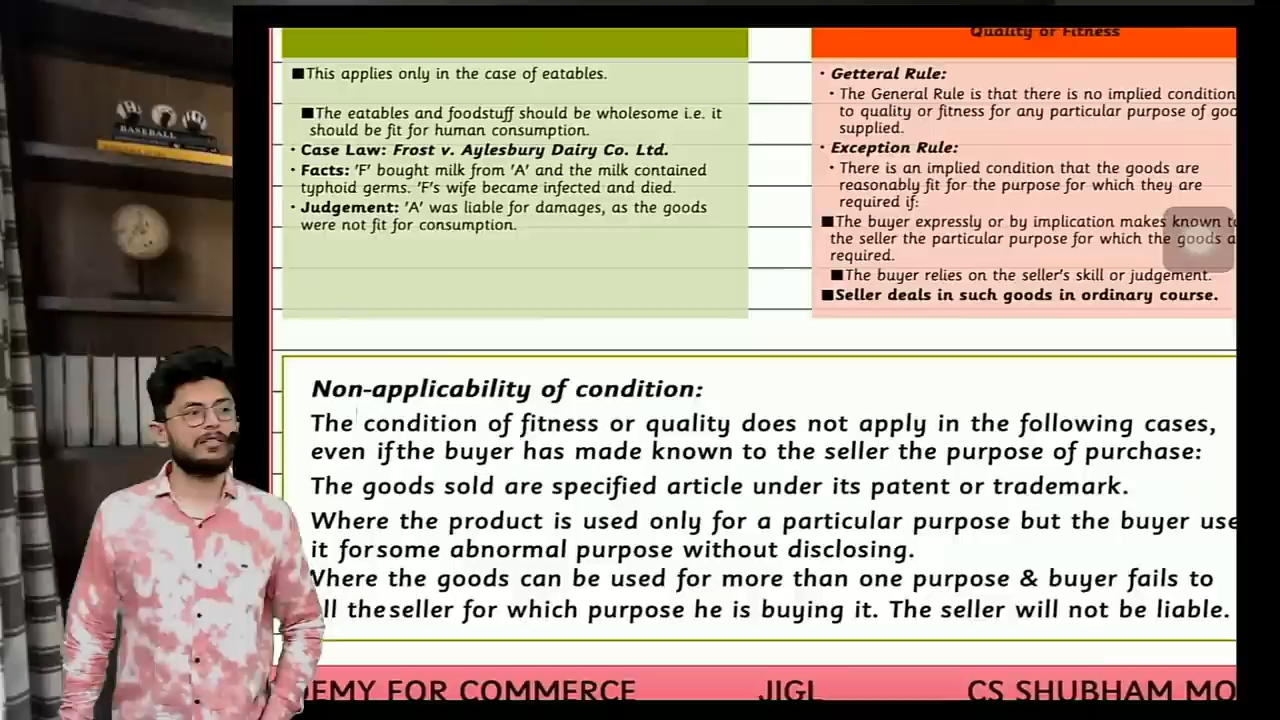 BASEBALL
Quality or Fitness
■This applies only in the case of eatables.
■The eatables and foodstuff should be wholesome i.e. it
should be fit for human consumption.
• Case Law: Frost v. Aylesbury Dairy Co. Ltd.
• Facts: 'F' bought milk from 'A' and the milk contained
typhoid germs. 'F's wife became infected and died.
• Judgement: 'A' was liable for damages, as the goods
were not fit for consumption.
• Getteral Rule:
• The General Rule is that there is no implied condition
to quality or fitness for any particular purpose of goo
supplied.
• Exception Rule:
• There is an implied condition that the goods are
reasonably fit for the purpose for which they are
required if:
■The buyer expressly or by implication makes known to
the seller the particular purpose for which the goods a
required.
■The buyer relies on the seller's skill or judgement.
■Seller deals in such goods in ordinary course.
Non-applicability of condition:
The condition of fitness or quality does not apply in the following cases,
even ifthe buyer has made known to the seller the purpose of purchase:
The goods sold are specified article under its patent or trademark.
Where the product is used only for a particular purpose but the buyer use
it forsome abnormal purpose without disclosing.
Where the goods can be used for more than one purpose & buyer fails to
ll theseller for which purpose he is buying it. The seller will not be liable.
EMY FOR COMMERCE JIGL CS SHUBHAM MO